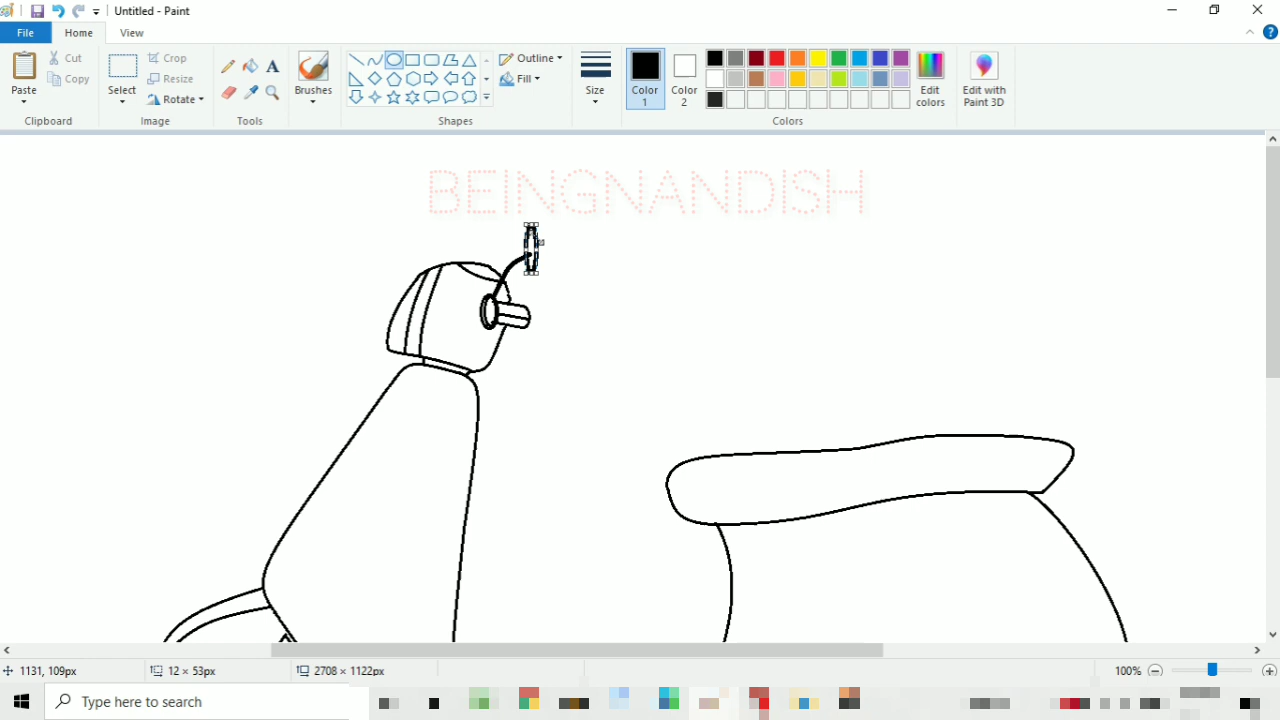 Untitled - Paint
File
Home
View
Paste
Cut
Copy
Clipboard
Select
Crop
Resize
Rotate
Image
Tools
Brushes
Shapes
Outline
Fill
Size
Color 1
Color 2
Edit colors
Edit with Paint 3D
Colors
BEINGNANDISH
1131, 109px
12 × 53px
2708 × 1122px
100%
Type here to search